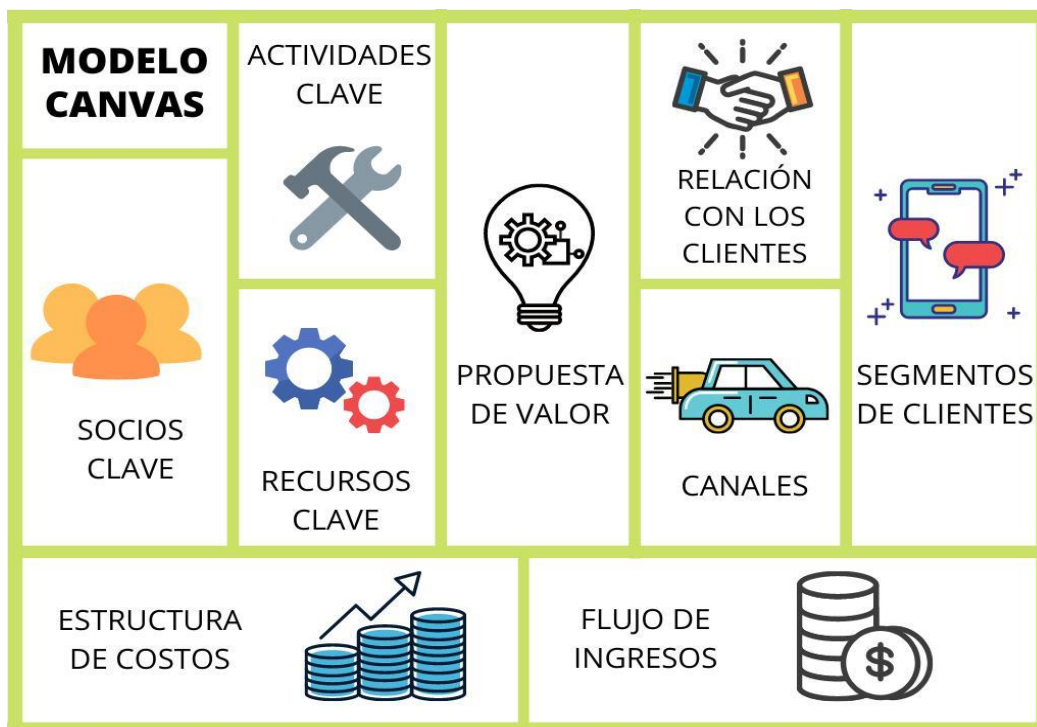 MODELO
CANVAS
SOCIOS
CLAVE
ACTIVIDADES
CLAVE
RECURSOS
CLAVE
PROPUESTA
DE VALOR
RELACIÓN
CON LOS
CLIENTES
CANALES
SEGMENTOS
DE CLIENTES
ESTRUCTURA
DE COSTOS
FLUJO DE
INGRESOS
$